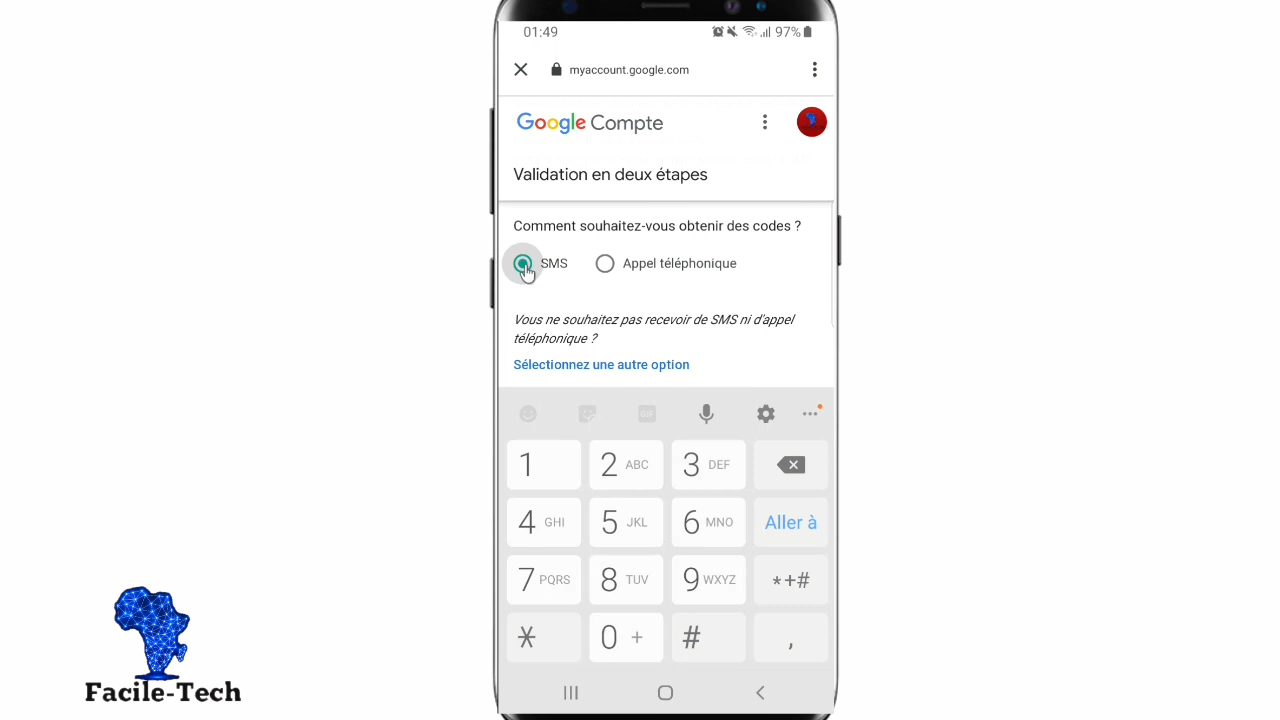 01:49 97%
myaccount.google.com
Google Compte
Validation en deux étapes
Comment souhaitez-vous obtenir des codes ?
SMS Appel téléphonique
Vous ne souhaitez pas recevoir de SMS ni d'appel
téléphonique ?
Sélectionnez une autre option
GIF
1 2 ABC 3 DEF
4 GHI 5 JKL 6 MNO Aller à
7 PQRS 8 TUV 9 WXYZ *+#
* 0 + # ,
Facile-Tech